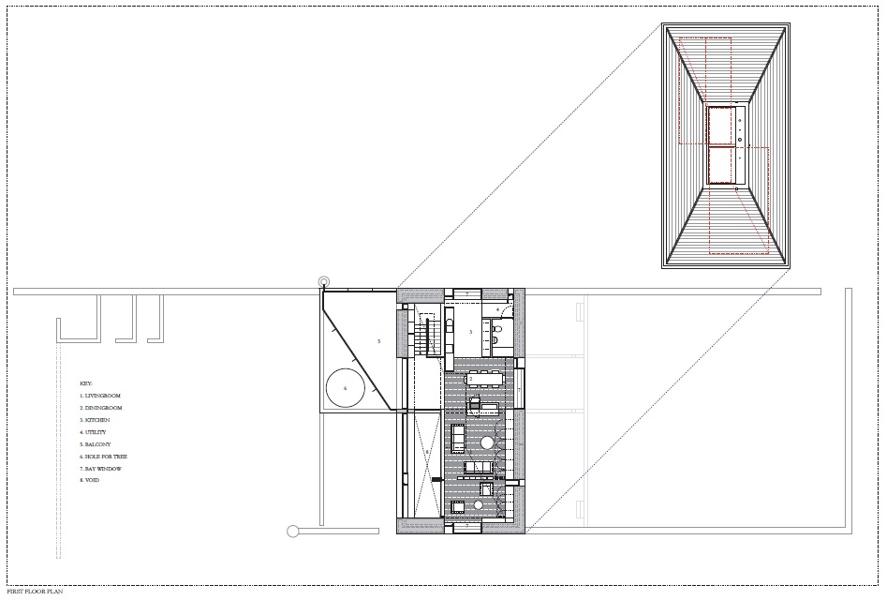 3
4
5
2
6
8
7
KEY:
1. LIVINGROOM
2. DININGROOM
3. KITCHEN
4. UTILITY
5. BALCONY
6. HOLE FOR TREE
7. BAY WINDOW
8. VOID
FIRST FLOOR PLAN